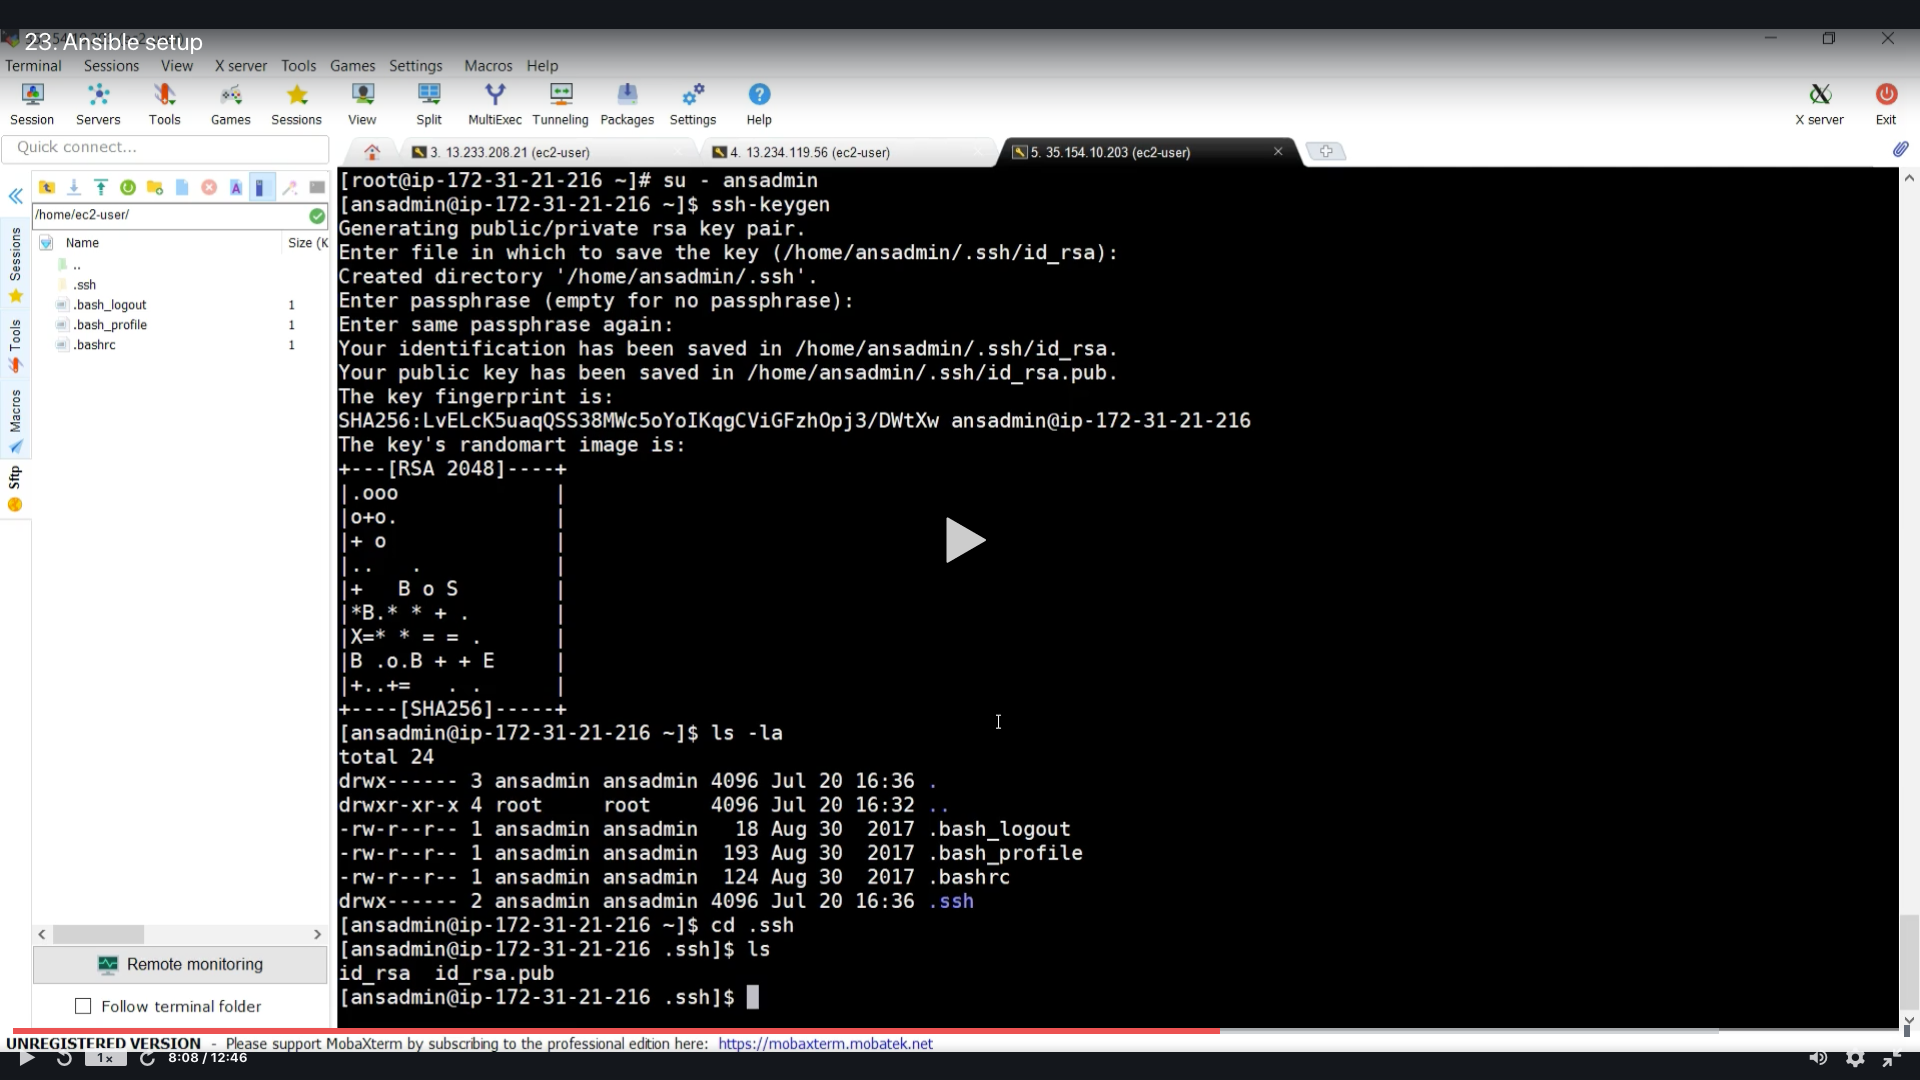 23. Ansible setup
Terminal Sessions View X server Tools Games Settings Macros Help
Session Servers Tools Games Sessions View Split MultiExec Tunneling Packages Settings Help X server Exit
Quick connect...
3. 13.233.208.21 (ec2-user) 4. 13.234.119.56 (ec2-user) 5. 35.154.10.203 (ec2-user)
/home/ec2-user/
Name Size (K
..
.ssh
.bash_logout 1
.bash_profile 1
.bashrc 1
Sessions
Tools
Macros
Sftp
[root@ip-172-31-21-216 ~]# su - ansadmin
[ansadmin@ip-172-31-21-216 ~]$ ssh-keygen
Generating public/private rsa key pair.
Enter file in which to save the key (/home/ansadmin/.ssh/id_rsa):
Created directory '/home/ansadmin/.ssh'.
Enter passphrase (empty for no passphrase):
Enter same passphrase again:
Your identification has been saved in /home/ansadmin/.ssh/id_rsa.
Your public key has been saved in /home/ansadmin/.ssh/id_rsa.pub.
The key fingerprint is:
SHA256:LvELcK5uaqQSS38MWc5oYoIKqgCViGFzhOpj3/DWtXw ansadmin@ip-172-31-21-216
The key's randomart image is:
+---[RSA 2048]----+
|.ooo             |
|o+o.             |
|+ o              |
|..   .           |
|+   B o S        |
|*B.* * + .       |
|X=* * = = .      |
|B .o.B + + E     |
|+..+=   . .      |
+----[SHA256]-----+
[ansadmin@ip-172-31-21-216 ~]$ ls -la
total 24
drwx------ 3 ansadmin ansadmin 4096 Jul 20 16:36 .
drwxr-xr-x 4 root     root     4096 Jul 20 16:32 ..
-rw-r--r-- 1 ansadmin ansadmin   18 Aug 30  2017 .bash_logout
-rw-r--r-- 1 ansadmin ansadmin  193 Aug 30  2017 .bash_profile
-rw-r--r-- 1 ansadmin ansadmin  124 Aug 30  2017 .bashrc
drwx------ 2 ansadmin ansadmin 4096 Jul 20 16:36 .ssh
[ansadmin@ip-172-31-21-216 ~]$ cd .ssh
[ansadmin@ip-172-31-21-216 .ssh]$ ls
id_rsa  id_rsa.pub
[ansadmin@ip-172-31-21-216 .ssh]$
Remote monitoring
Follow terminal folder
UNREGISTERED VERSION - Please support MobaXterm by subscribing to the professional edition here: https://mobaxterm.mobatek.net
1x 8:08 / 12:46